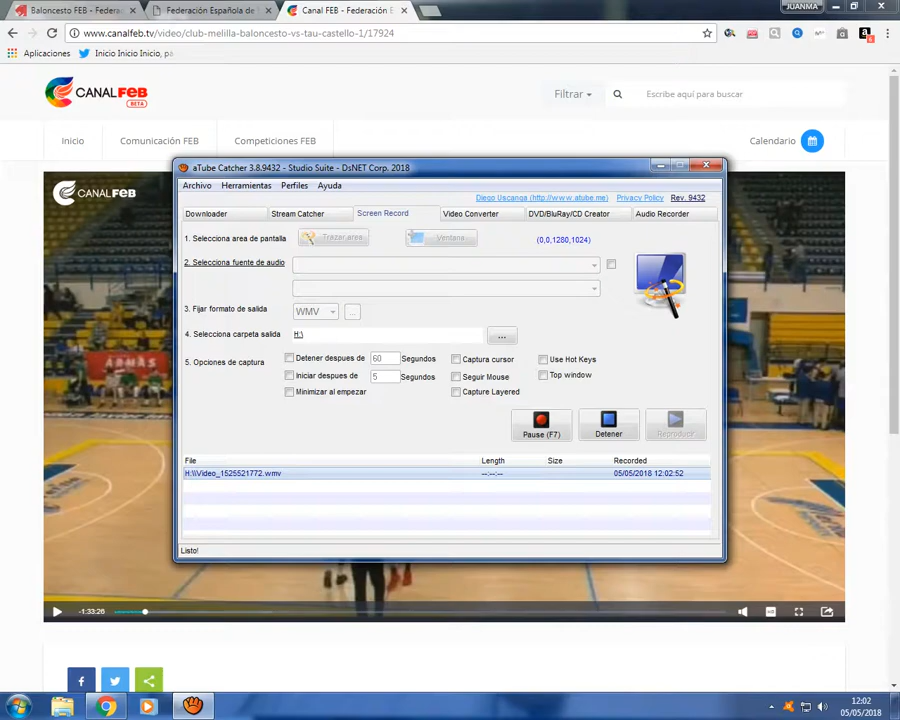 JUANMA
Baloncesto FEB - Federa
Federación Española de
Canal FEB - Federación E
www.canalfeb.tv/video/club-melilla-baloncesto-vs-tau-castello-1/17924
Aplicaciones
Inicio Inicio Inicio, pa
CANALFEB
BETA
Filtrar
Escribe aquí para buscar
Inicio
Comunicación FEB
Competiciones FEB
Calendario
CANALFEB
aTube Catcher 3.8.9432 - Studio Suite - DsNET Corp. 2018
Archivo Herramientas Perfiles Ayuda
Diego Uscanga (http://www.atube.me) Privacy Policy Rev. 9432
Downloader
Stream Catcher
Screen Record
Video Converter
DVD/BluRay/CD Creator
Audio Recorder
1. Selecciona area de pantalla
Trazar area
Ventana
(0,0,1280,1024)
2. Selecciona fuente de audio
3. Fijar formato de salida
WMV
...
4. Selecciona carpeta salida
H:\
...
5. Opciones de captura
Detener despues de 60 Segundos
Captura cursor
Use Hot Keys
Iniciar despues de 5 Segundos
Seguir Mouse
Top window
Minimizar al empezar
Capture Layered
Pause (F7)
Detener
Reproducir
File Length Size Recorded
H:\\Video_1525521772.wmv --:--:-- 05/05/2018 12:02:52
Listo!
ARMAS
-1:33:26
12:02
05/05/2018